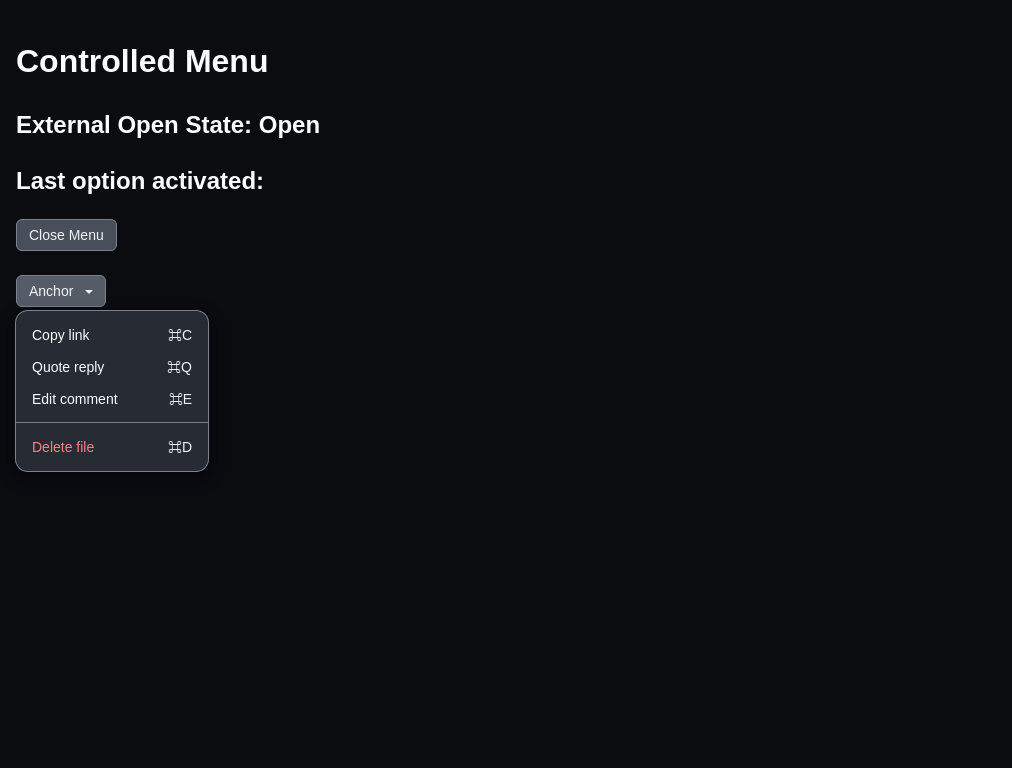 Controlled Menu
External Open State: Open
Last option activated:
Close Menu
Anchor
Copy link ⌘C
Quote reply ⌘Q
Edit comment ⌘E
Delete file ⌘D